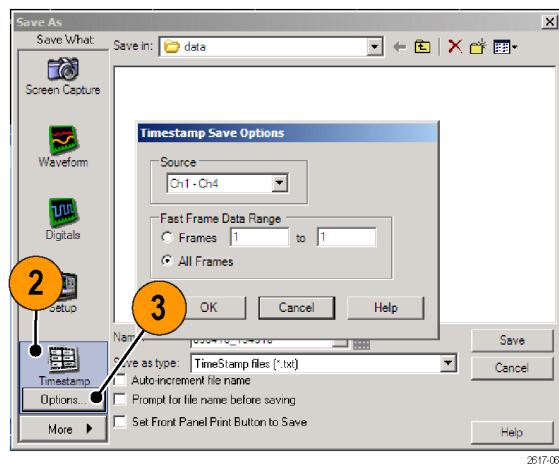 Save As
Save What:
Save in: data
Screen Capture
Waveform
Digitals
Setup
Timestamp
Options...
More
Timestamp Save Options
Source
Ch1 - Ch4
Fast Frame Data Range
Frames 1 to 1
All Frames
OK Cancel Help
2
3
Save
Save as type: TimeStamp files (*.txt)
Cancel
Auto-increment file name
Prompt for file name before saving
Set Front Panel Print Button to Save
Help
2617-06